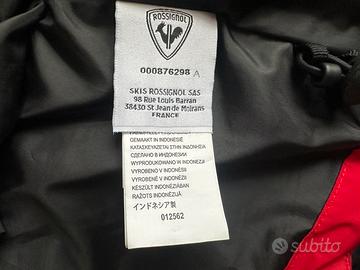 ROSSIGNOL
000876298 A
SKIS ROSSIGNOL SAS
98 Rue Louis Barran
38430 St Jean de Moirans
FRANCE
GEMAAKT IN INDONESIË
ΚΑΤΑΣΚΕΥΑΖΕΤΑΙ ΣΤΗΝ ΙΝΔΟΝΗΣΙΑ
СДЕЛАНО В ИНДОНЕЗИИ
WYPRODUKOWANO W INDONEZJI
VYROBENO V INDONÉSII
VYROBENÉ V INDONÉZII
KÉSZÜLT INDONÉZIÁBAN
RAŽOTS INDONĒZIJĀ
インドネシア製
012562
subito